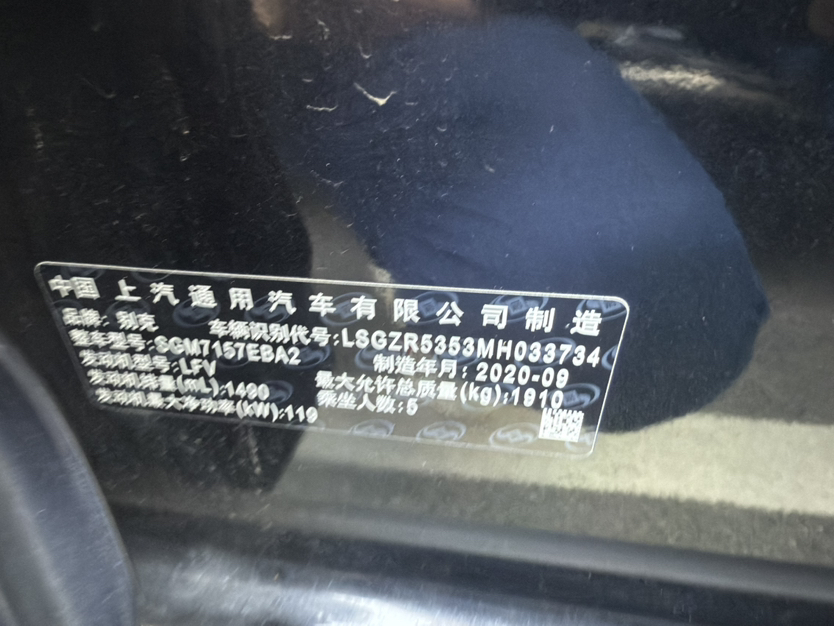 中国上汽通用汽车有限公司制造
品牌:别克 车辆识别代号:LSGZR5353MH033734
整车型号:SGM7157EBA2 制造年月:2020-09
发动机型号:LFV 最大允许总质量(kg):1910
发动机排量(mL):1490 乘坐人数:5
发动机最大净功率(kW):119